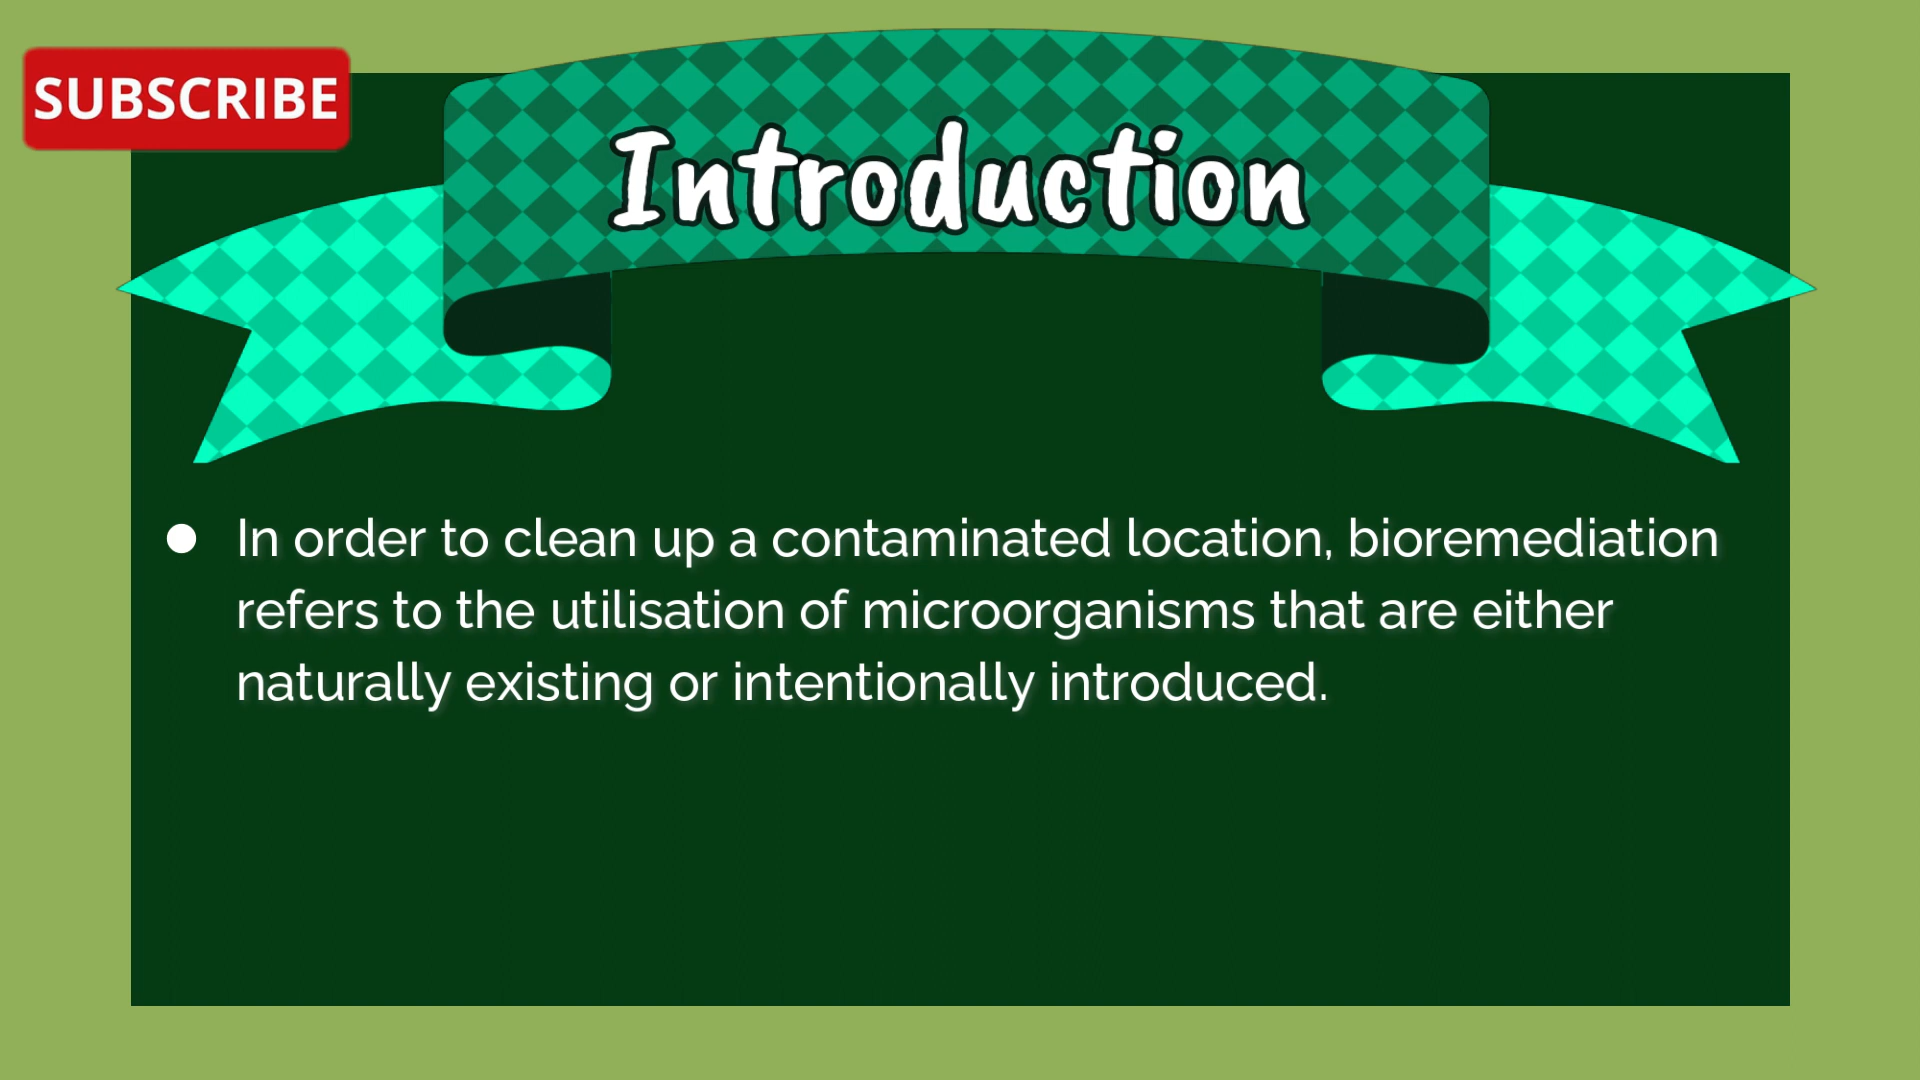 SUBSCRIBE
Introduction
● In order to clean up a contaminated location, bioremediation
refers to the utilisation of microorganisms that are either
naturally existing or intentionally introduced.